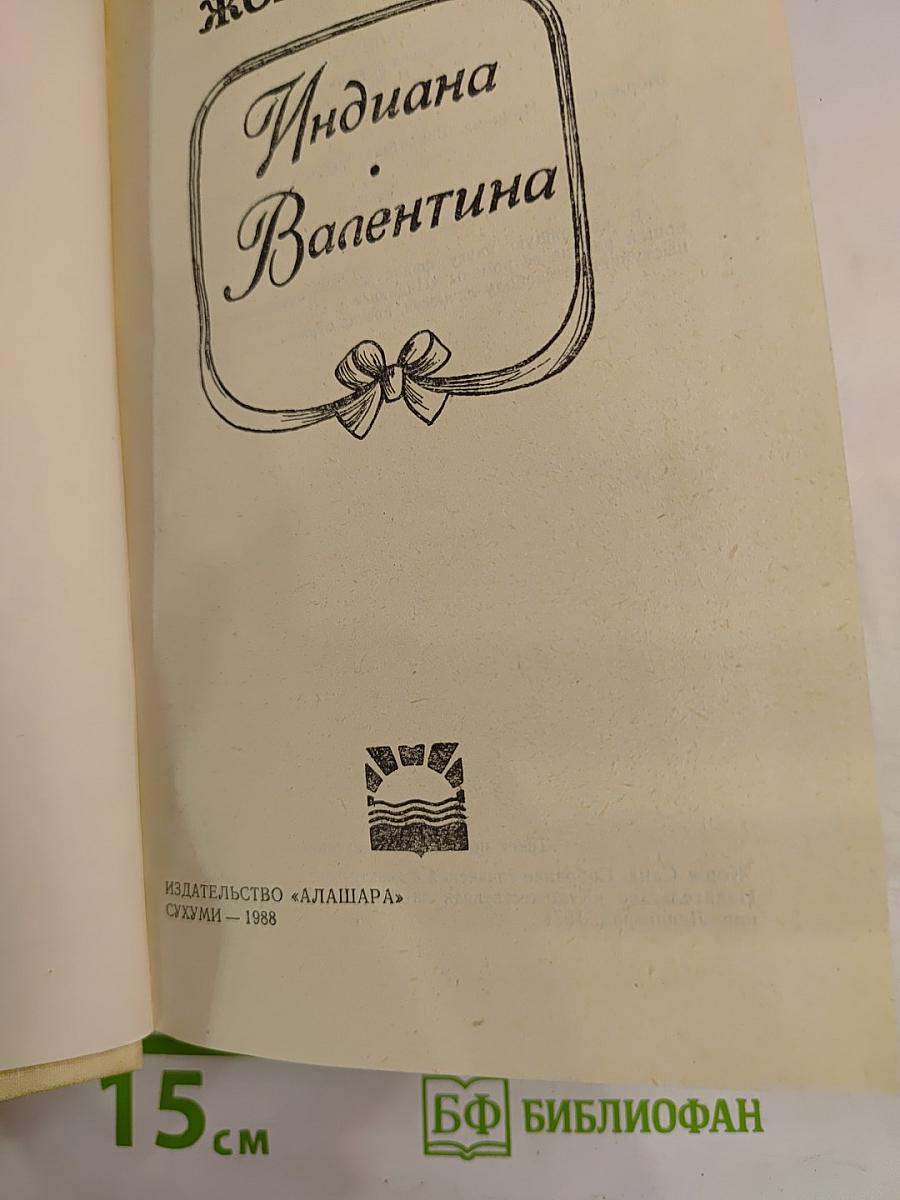 Индиана
Валентина
ИЗДАТЕЛЬСТВО «АЛАШАРА»
СУХУМИ — 1988
15 см
БФ БИБЛИОФАН